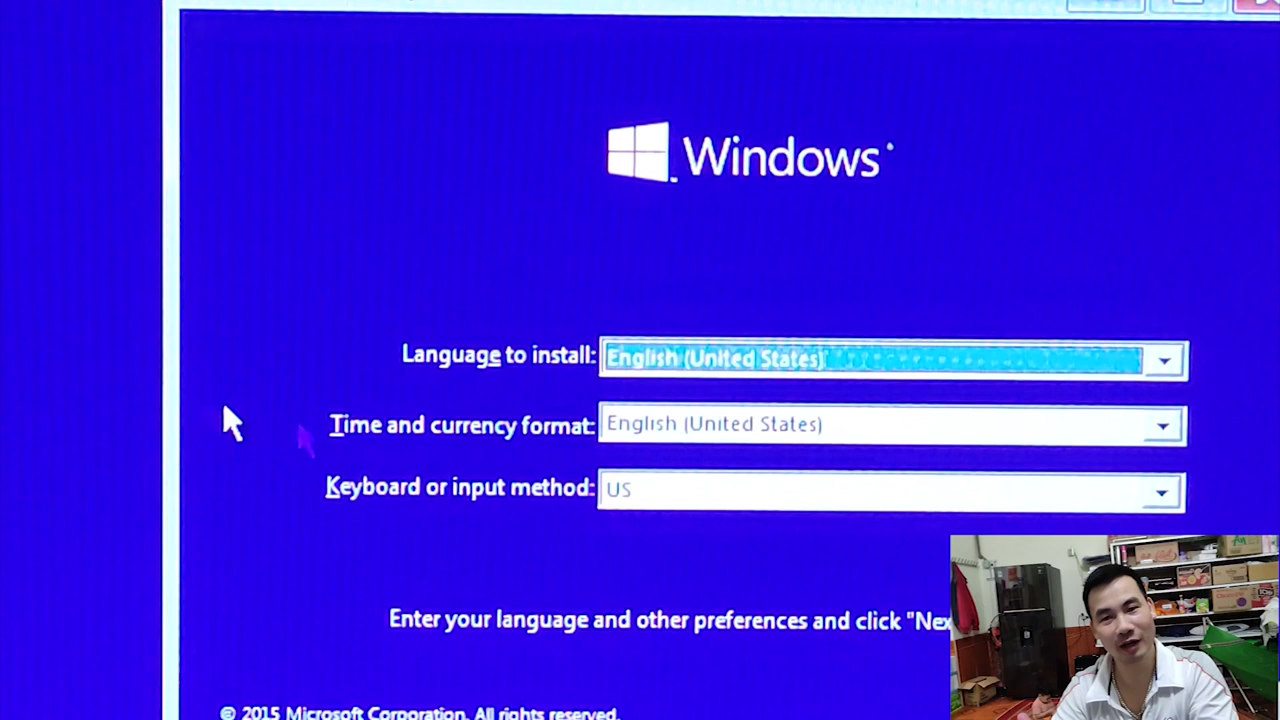 Windows
Language to install: English (United States)
Time and currency format: English (United States)
Keyboard or input method: US
Enter your language and other preferences and click "Nex
© 2015 Microsoft Corporation. All rights reserved.